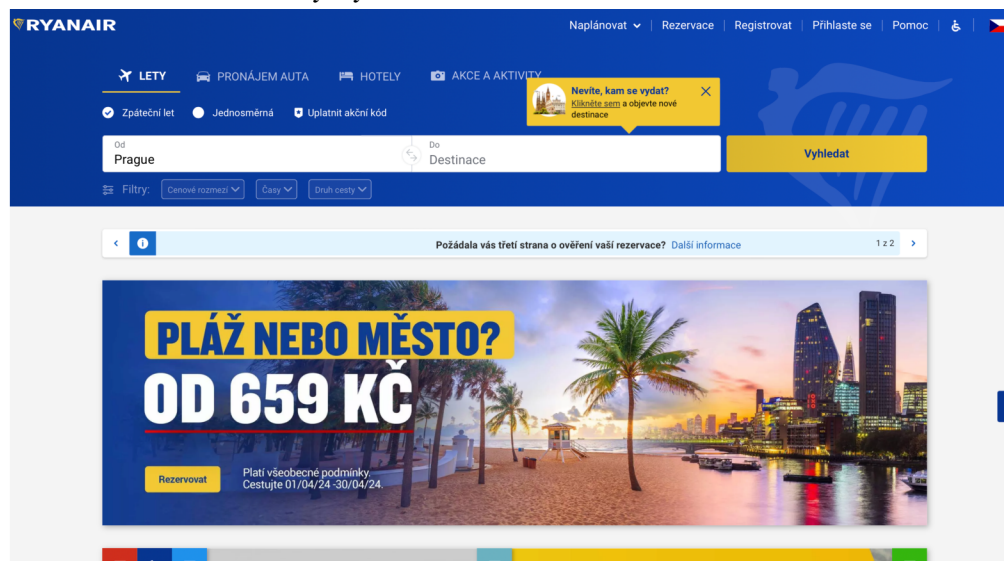 RYANAIR
Naplánovat
Rezervace
Registrovat
Přihlaste se
Pomoc
LETY
PRONÁJEM AUTA
HOTELY
AKCE A AKTIVITY
Nevíte, kam se vydat?
Klikněte sem a objevte nové
destinace
Zpáteční let
Jednosměrná
Uplatnit akční kód
Od
Prague
Do
Destinace
Vyhledat
Filtry:
Cenové rozmezí
Časy
Druh cesty
Požádala vás třetí strana o ověření vaší rezervace? Další informace
1 z 2
PLÁŽ NEBO MĚSTO?
OD 659 KČ
Rezervovat
Platí všeobecné podmínky.
Cestujte 01/04/24 -30/04/24.